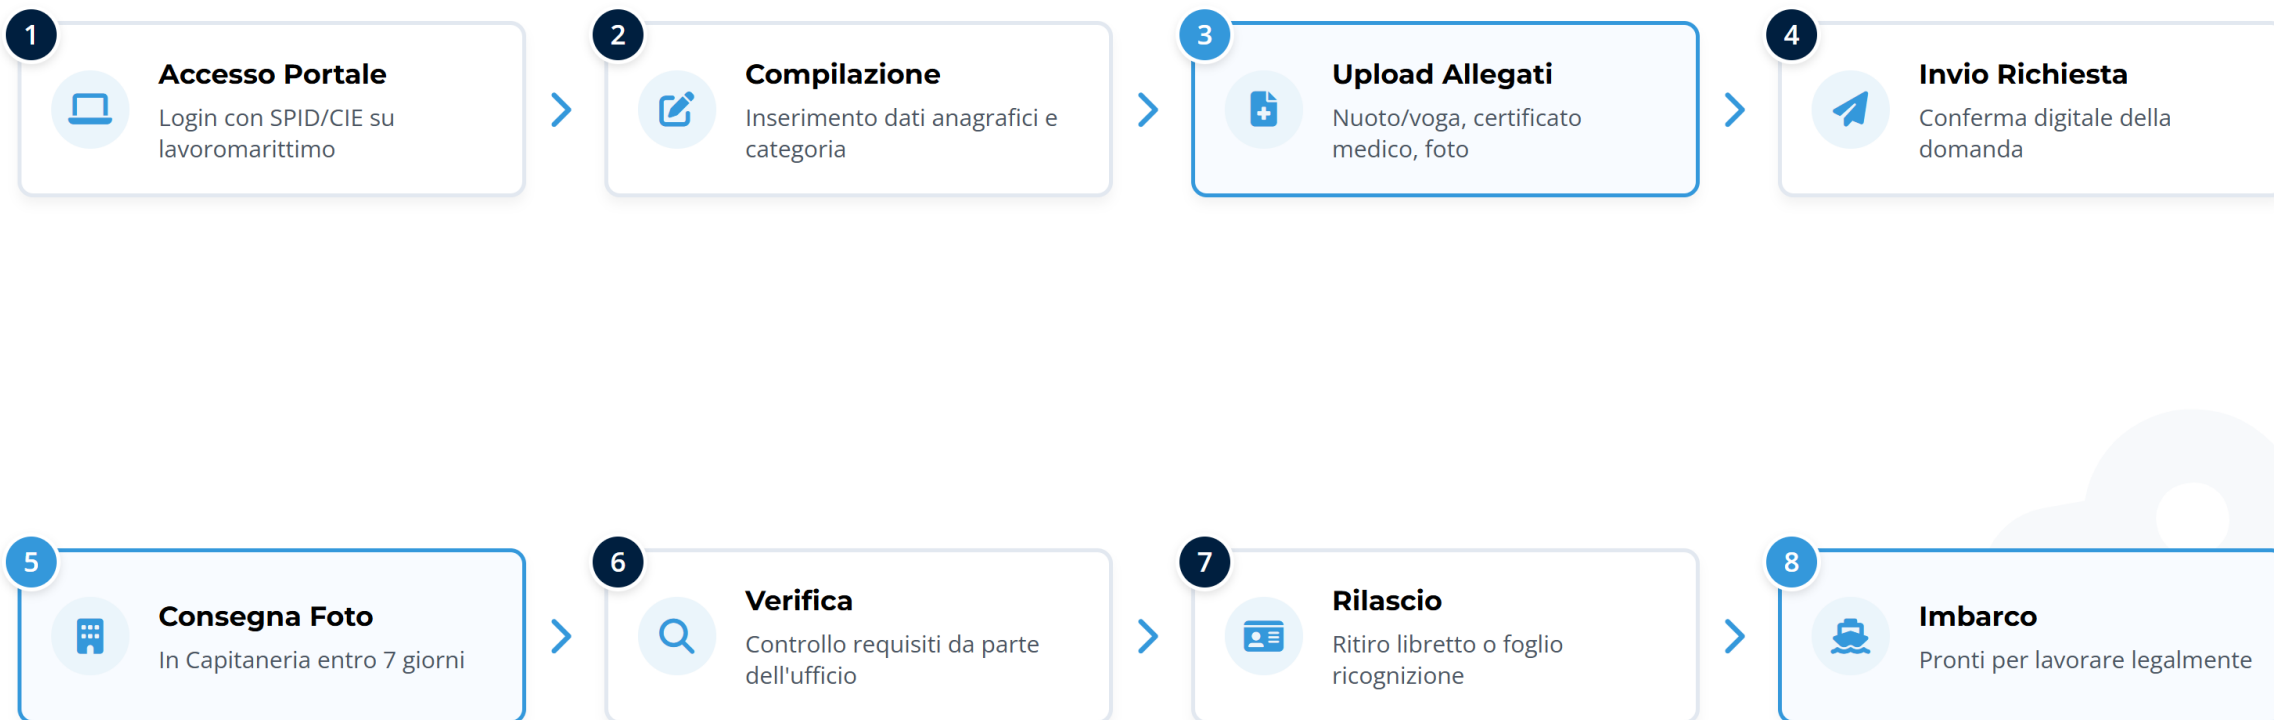 1
Accesso Portale
Login con SPID/CIE su
lavoromarittimo
2
Compilazione
Inserimento dati anagrafici e
categoria
3
Upload Allegati
Nuoto/voga, certificato
medico, foto
4
Invio Richiesta
Conferma digitale della
domanda
5
Consegna Foto
In Capitaneria entro 7 giorni
6
Verifica
Controllo requisiti da parte
dell'ufficio
7
Rilascio
Ritiro libretto o foglio
ricognizione
8
Imbarco
Pronti per lavorare legalmente